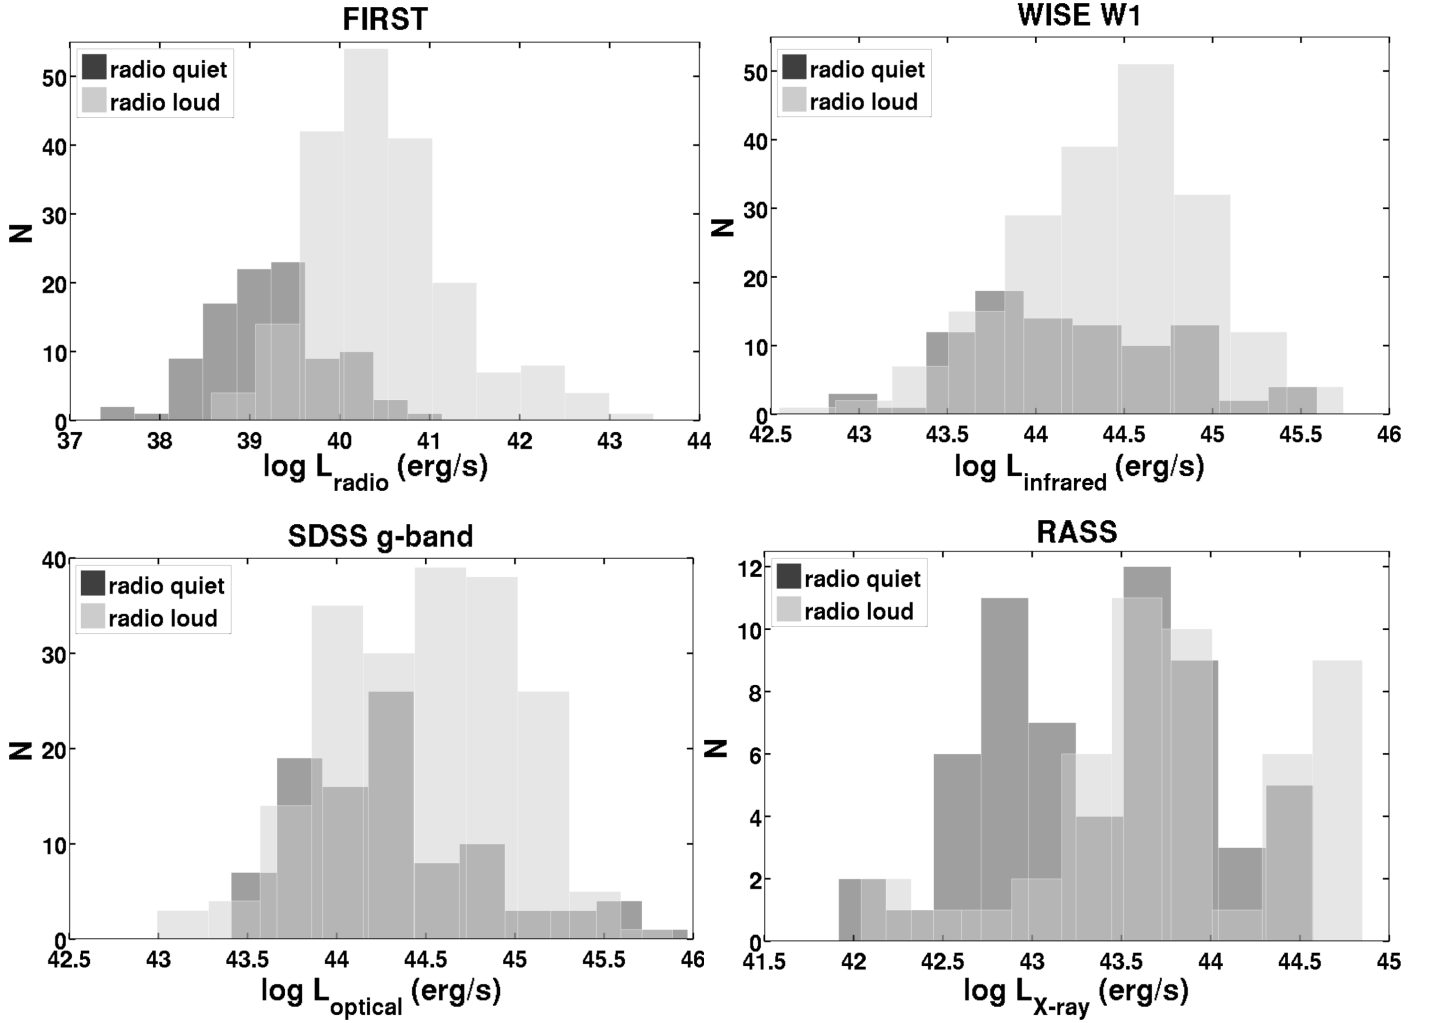 FIRST
radio quiet
radio loud
N
50
40
30
20
10
0
37 38 39 40 41 42 43 44
log L_radio (erg/s)
WISE W1
radio quiet
radio loud
N
50
40
30
20
10
0
42.5 43 43.5 44 44.5 45 45.5 46
log L_infrared (erg/s)
SDSS g-band
radio quiet
radio loud
N
40
30
20
10
0
42.5 43 43.5 44 44.5 45 45.5 46
log L_optical (erg/s)
RASS
radio quiet
radio loud
N
12
10
8
6
4
2
0
41.5 42 42.5 43 43.5 44 44.5 45
log L_X-ray (erg/s)